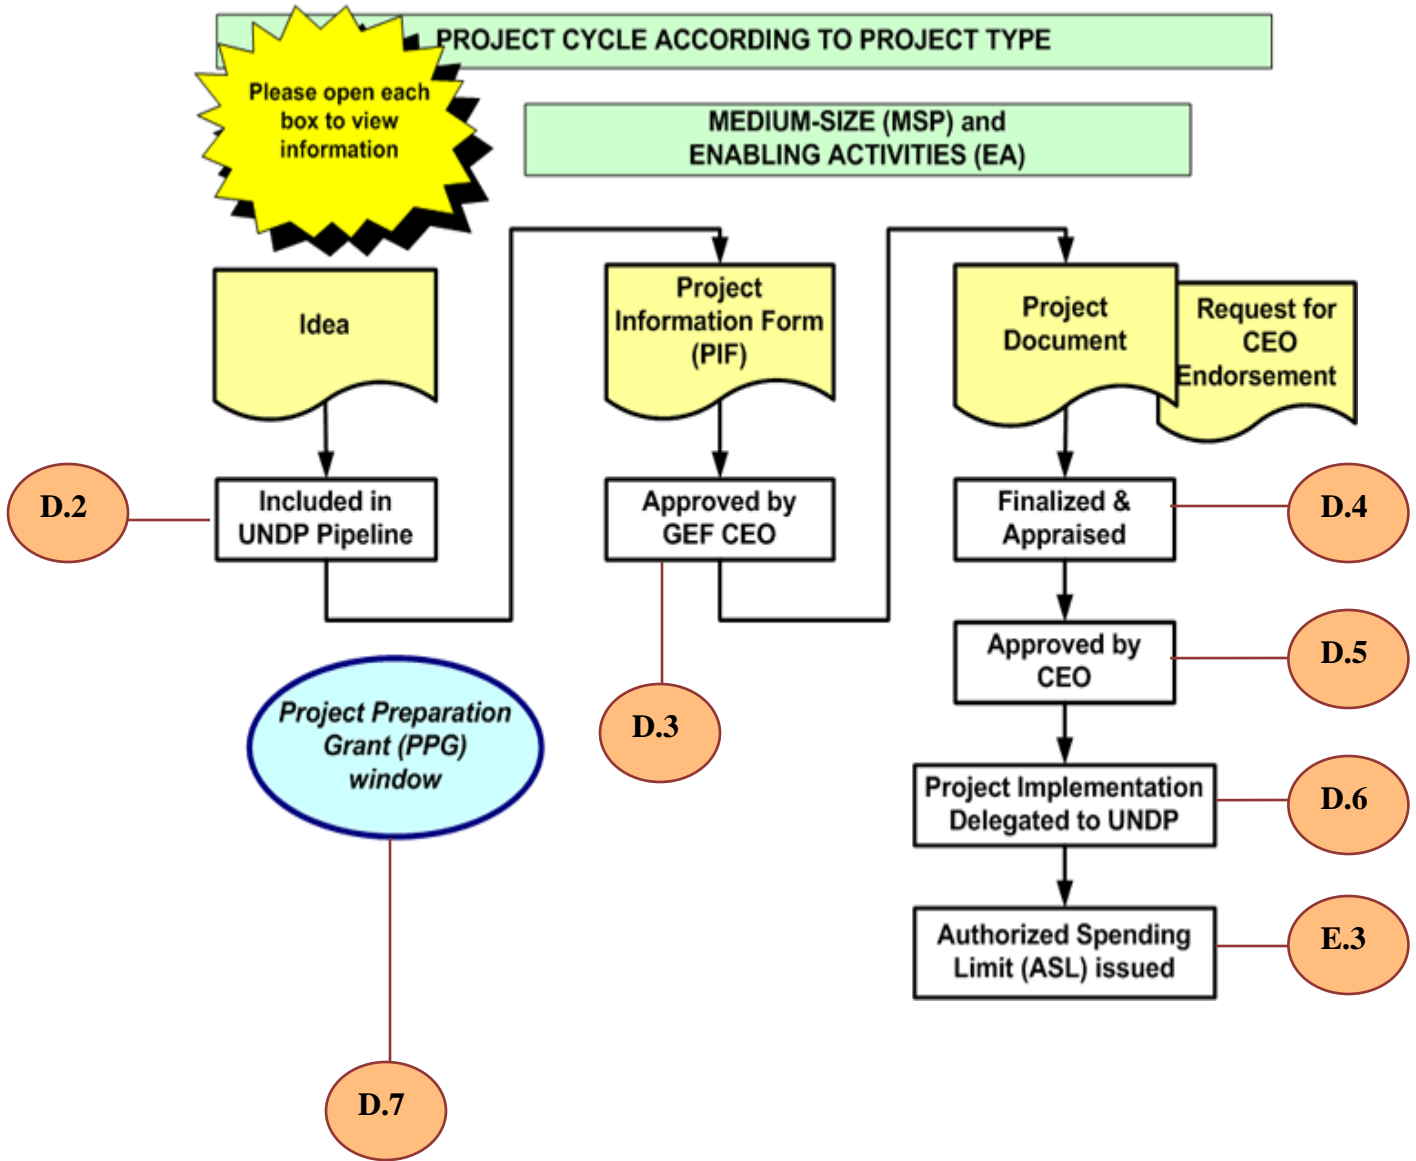 PROJECT CYCLE ACCORDING TO PROJECT TYPE
Please open each
box to view
information
MEDIUM-SIZE (MSP) and
ENABLING ACTIVITIES (EA)
Idea
Project
Information Form
(PIF)
Project
Document
Request for
CEO
Endorsement
D.2
Included in
UNDP Pipeline
Approved by
GEF CEO
Finalized &
Appraised
D.4
Approved by
CEO
D.5
Project Preparation
Grant (PPG)
window
D.3
Project Implementation
Delegated to UNDP
D.6
Authorized Spending
Limit (ASL) issued
E.3
D.7